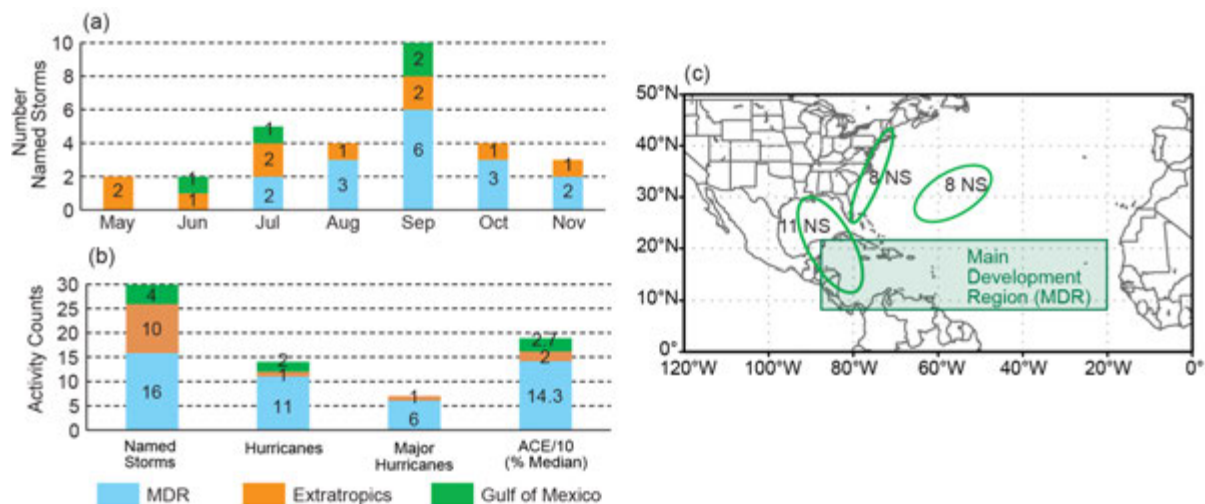 (a)
Number
Named Storms
10
8
6
4
2
0
2
1
1
1
2
2
1
3
2
2
6
1
3
1
2
May Jun Jul Aug Sep Oct Nov
(b)
Activity Counts
30
25
20
15
10
5
0
4
10
16
2
1
11
1
6
2.7
2
14.3
Named
Storms
Hurricanes
Major
Hurricanes
ACE/10
(% Median)
MDR Extratropics Gulf of Mexico
(c)
50°N
40°N
30°N
20°N
10°N
0°
8 NS
8 NS
11 NS
Main
Development
Region (MDR)
120°W 100°W 80°W 60°W 40°W 20°W 0°